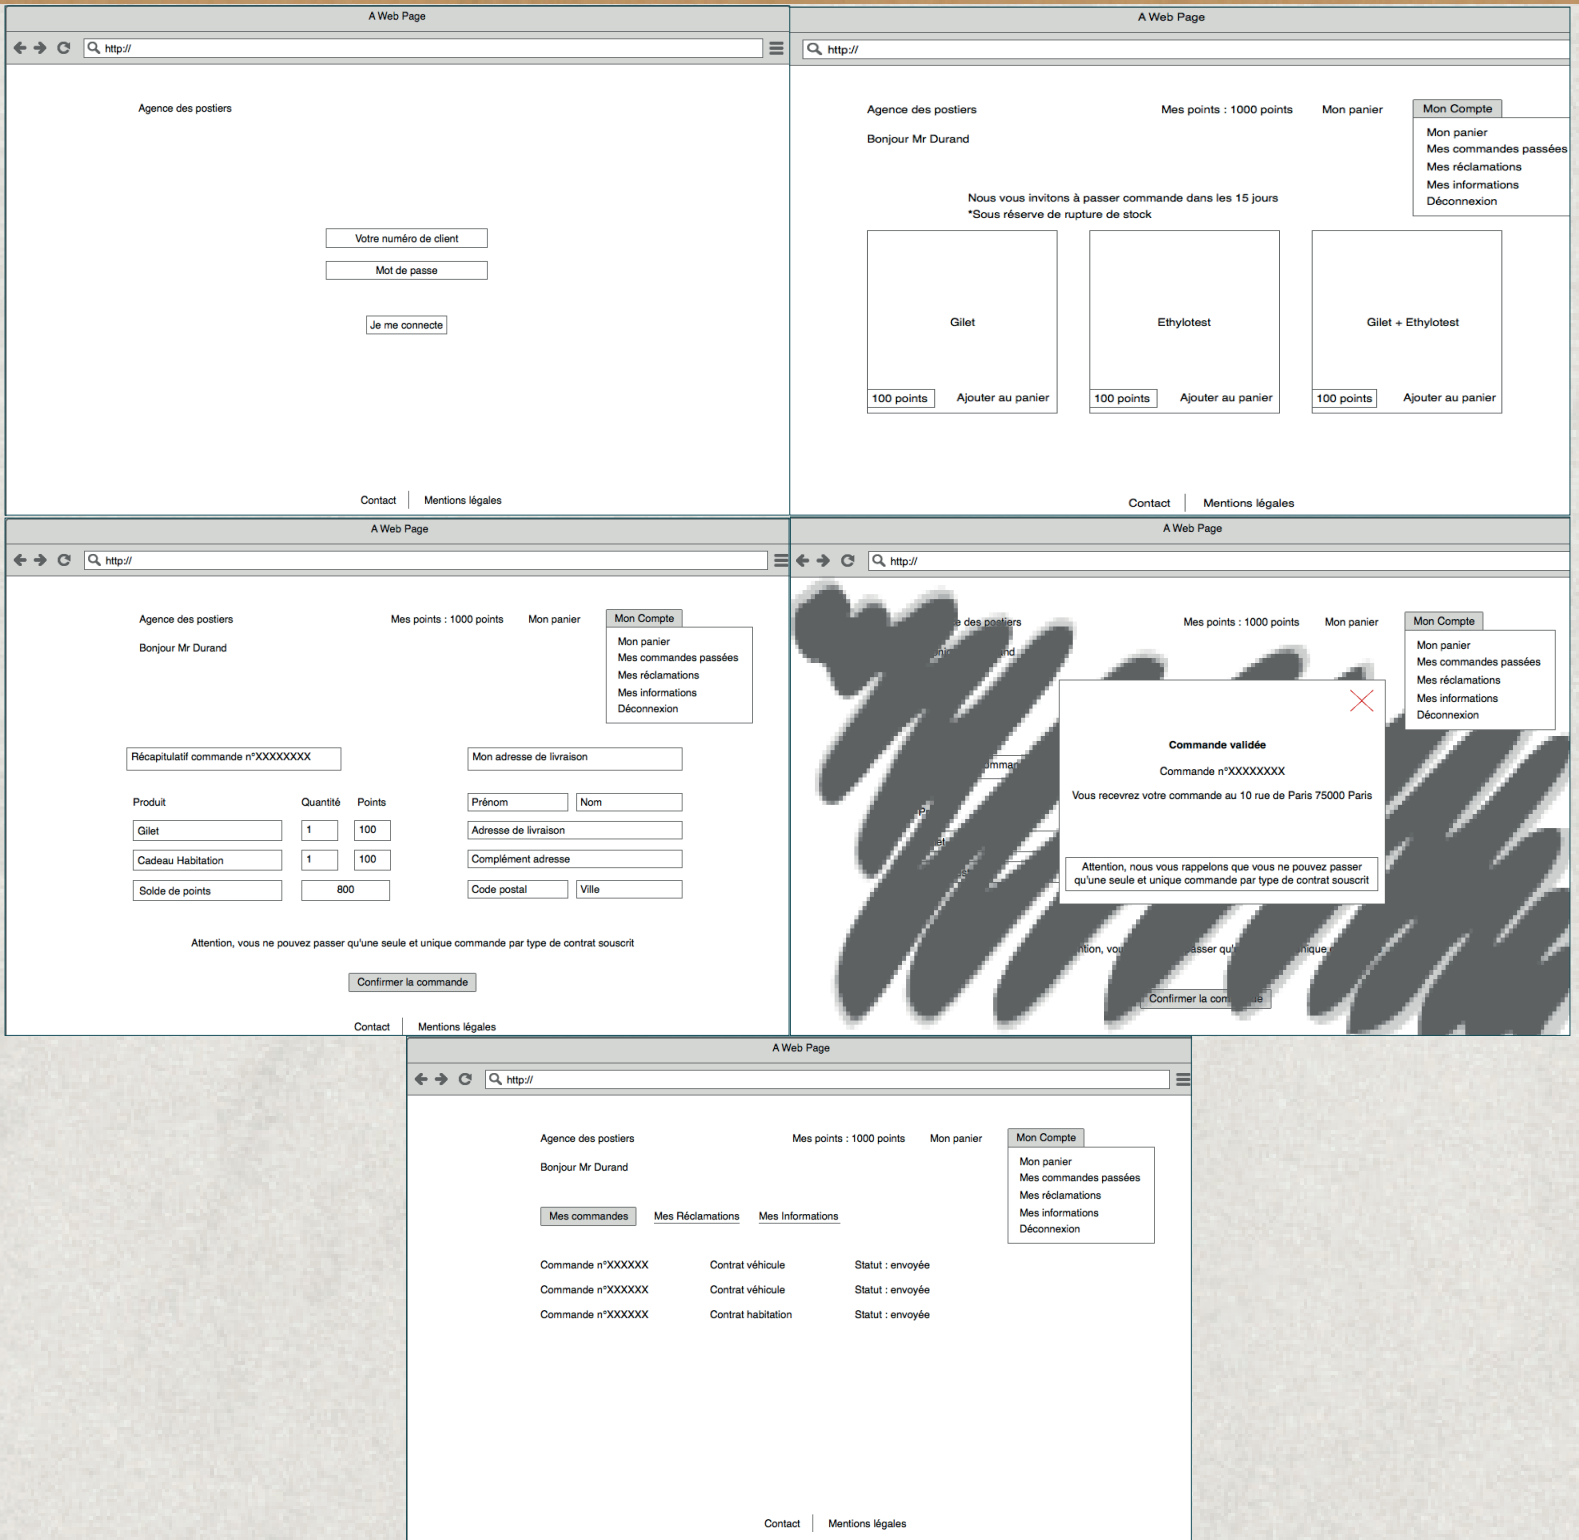 A Web Page
http://
Agence des postiers
Votre numéro de client
Mot de passe
Je me connecte
Contact
Mentions légales
A Web Page
http://
Agence des postiers
Mes points : 1000 points
Mon panier
Mon Compte
Bonjour Mr Durand
Mon panier
Mes commandes passées
Mes réclamations
Mes informations
Déconnexion
Nous vous invitons à passer commande dans les 15 jours
*Sous réserve de rupture de stock
Gilet
Ethylotest
Gilet + Ethylotest
100 points
Ajouter au panier
100 points
Ajouter au panier
100 points
Ajouter au panier
Contact
Mentions légales
A Web Page
http://
Agence des postiers
Mes points : 1000 points
Mon panier
Mon Compte
Bonjour Mr Durand
Mon panier
Mes commandes passées
Mes réclamations
Mes informations
Déconnexion
Récapitulatif commande n°XXXXXXXX
Produit
Quantité
Points
Gilet
1
100
Cadeau Habitation
1
100
Solde de points
800
Mon adresse de livraison
Prénom
Nom
Adresse de livraison
Complément adresse
Code postal
Ville
Attention, vous ne pouvez passer qu'une seule et unique commande par type de contrat souscrit
Confirmer la commande
Contact
Mentions légales
A Web Page
http://
des postiers
Mes points : 1000 points
Mon panier
Mon Compte
Mon panier
Mes commandes passées
Mes réclamations
Mes informations
Déconnexion
Commande validée
Commande n°XXXXXXXX
Vous recevrez votre commande au 10 rue de Paris 75000 Paris
Attention, nous vous rappelons que vous ne pouvez passer
qu'une seule et unique commande par type de contrat souscrit
Confirmer la
A Web Page
http://
Agence des postiers
Mes points : 1000 points
Mon panier
Mon Compte
Bonjour Mr Durand
Mon panier
Mes commandes passées
Mes réclamations
Mes informations
Déconnexion
Mes commandes
Mes Réclamations
Mes Informations
Commande n°XXXXXX
Contrat véhicule
Statut : envoyée
Commande n°XXXXXX
Contrat véhicule
Statut : envoyée
Commande n°XXXXXX
Contrat habitation
Statut : envoyée
Contact
Mentions légales